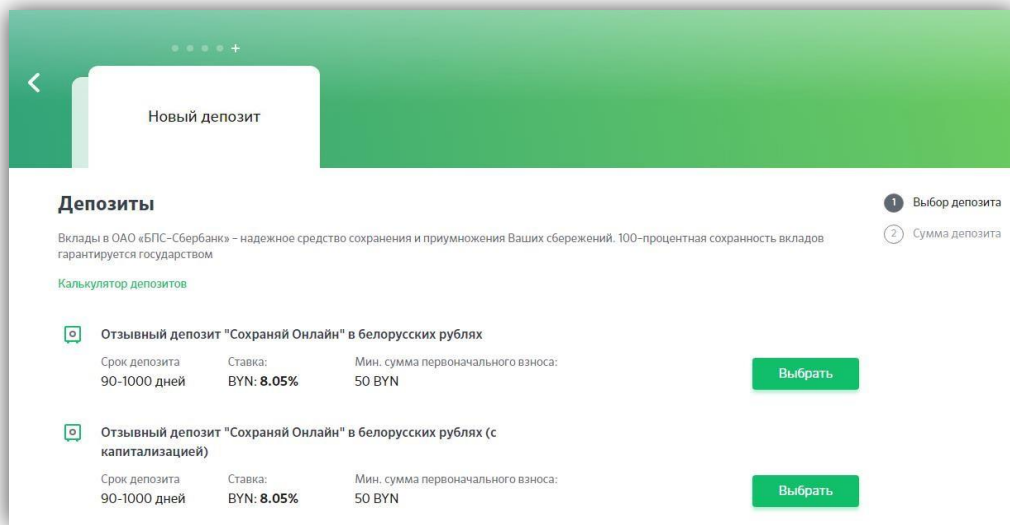 +
Новый депозит
Депозиты
1 Выбор депозита
Вклады в ОАО «БПС-Сбербанк» - надежное средство сохранения и приумножения Ваших сбережений. 100-процентная сохранность вкладов
гарантируется государством
2 Сумма депозита
Калькулятор депозитов
Отзывный депозит "Сохраняй Онлайн" в белорусских рублях
Срок депозита Ставка: Мин. сумма первоначального взноса:
90-1000 дней BYN: 8.05% 50 BYN
Выбрать
Отзывный депозит "Сохраняй Онлайн" в белорусских рублях (с
капитализацией)
Срок депозита Ставка: Мин. сумма первоначального взноса:
90-1000 дней BYN: 8.05% 50 BYN
Выбрать